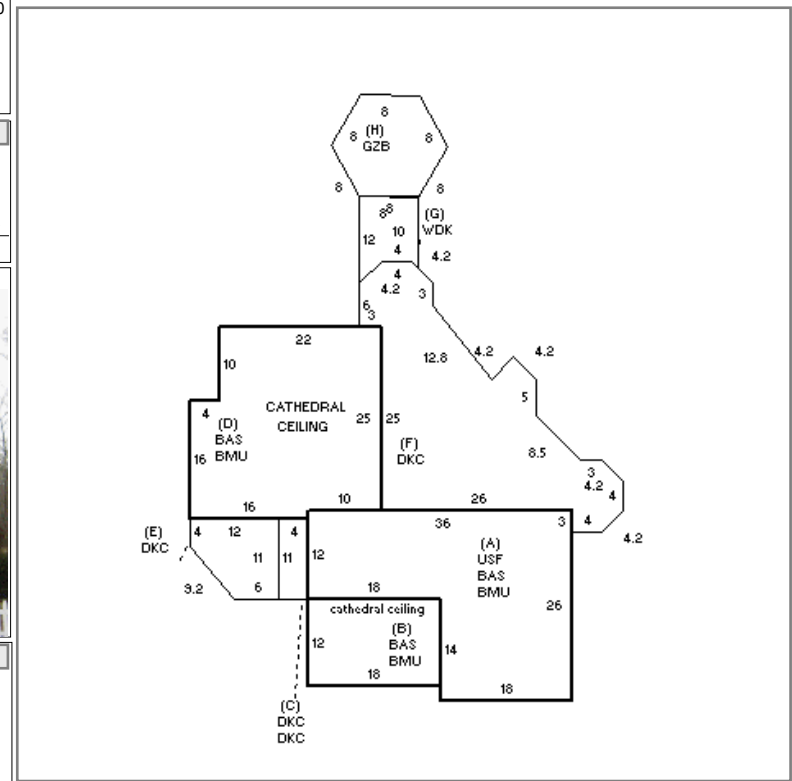 8
8 (H) 8
GZB
8 8
88 (G)
12 10 WDK
4 4.2
4
4.2 3
6
3
22
10 12.8 4.2 4.2
5
4 CATHEDRAL
CEILING 25 25
(D)
BAS
BMU
16
(F)
DKC
8.5
3
4.2 4
16 10 26
36 3 4
4.2
(E)
DKC
4 12 4
11 11 12
(A)
USF
BAS
BMU
26
9.2 6 18
cathedral ceiling
(B)
BAS
BMU
12 14
18
18
(C)
DKC
DKC